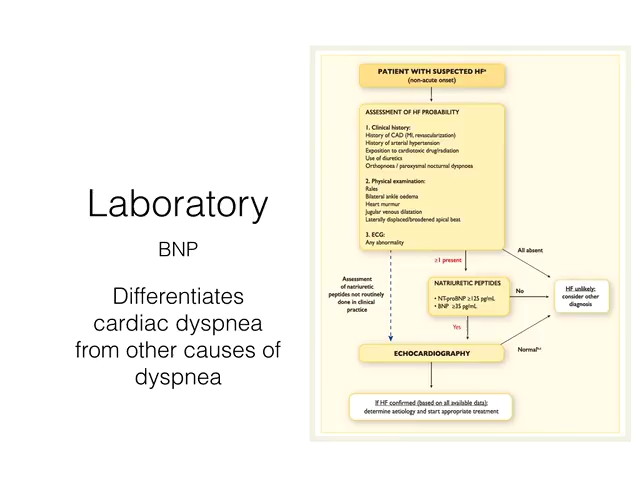 Laboratory
BNP
Differentiates
cardiac dyspnea
from other causes of
dyspnea
PATIENT WITH SUSPECTED HFa
(non-acute onset)
ASSESSMENT OF HF PROBABILITY
1. Clinical history:
History of CAD (MI, revascularization)
History of arterial hypertension
Exposition to cardiotoxic drug/radiation
Use of diuretics
Orthopnoea / paroxysmal nocturnal dyspnoea
2. Physical examination:
Rales
Bilateral ankle oedema
Heart murmur
Jugular venous dilatation
Laterally displaced/broadened apical beat
3. ECG:
Any abnormality
≥1 present
All absent
Assessment
of natriuretic
peptides not routinely
done in clinical
practice
NATRIURETIC PEPTIDES
• NT-proBNP ≥125 pg/mL
• BNP ≥35 pg/mL
No
HF unlikely:
consider other
diagnosis
Yes
Normalb,c
ECHOCARDIOGRAPHY
If HF confirmed (based on all available data):
determine aetiology and start appropriate treatment